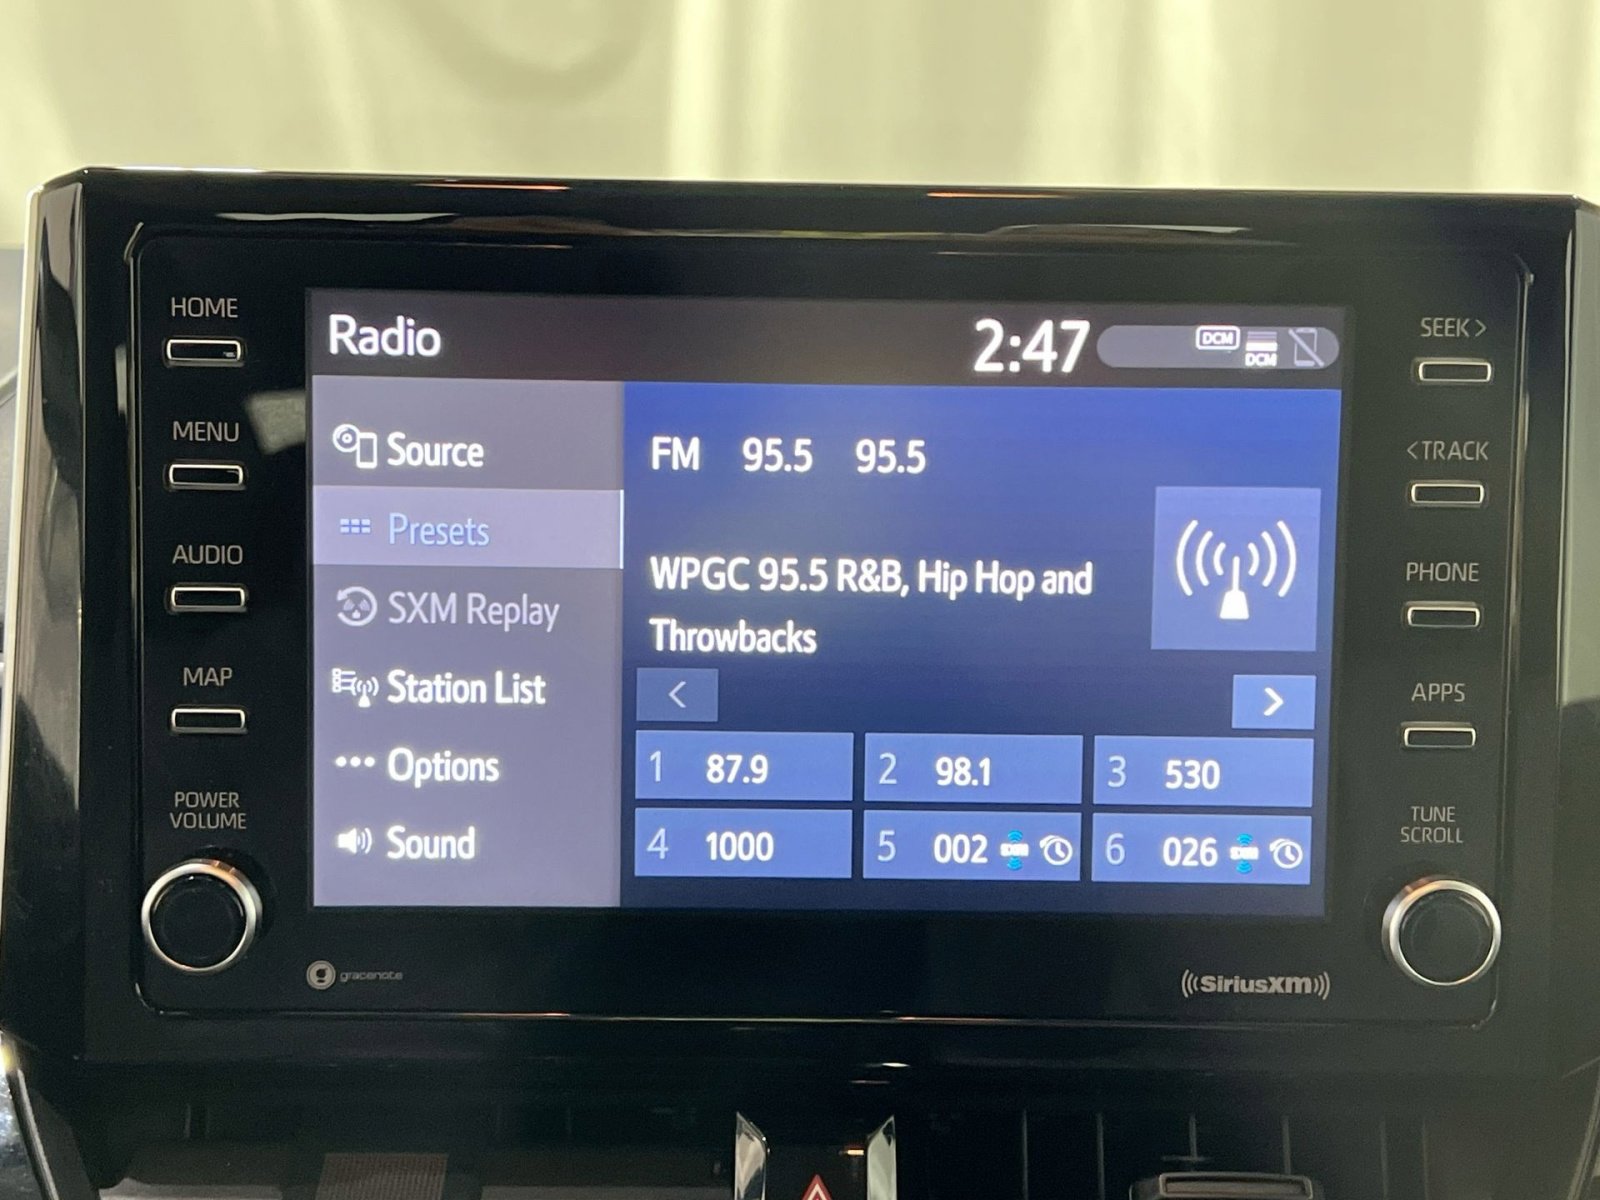 HOME
MENU
AUDIO
MAP
POWER
VOLUME
Radio
2:47
DCM
DCM
Source
Presets
SXM Replay
Station List
Options
Sound
FM 95.5 95.5
WPGC 95.5 R&B, Hip Hop and
Throwbacks
<
>
1 87.9
2 98.1
3 530
4 1000
5 002 SXM
6 026 SXM
SEEK >
< TRACK
PHONE
APPS
TUNE
SCROLL
gracenote
SiriusXM